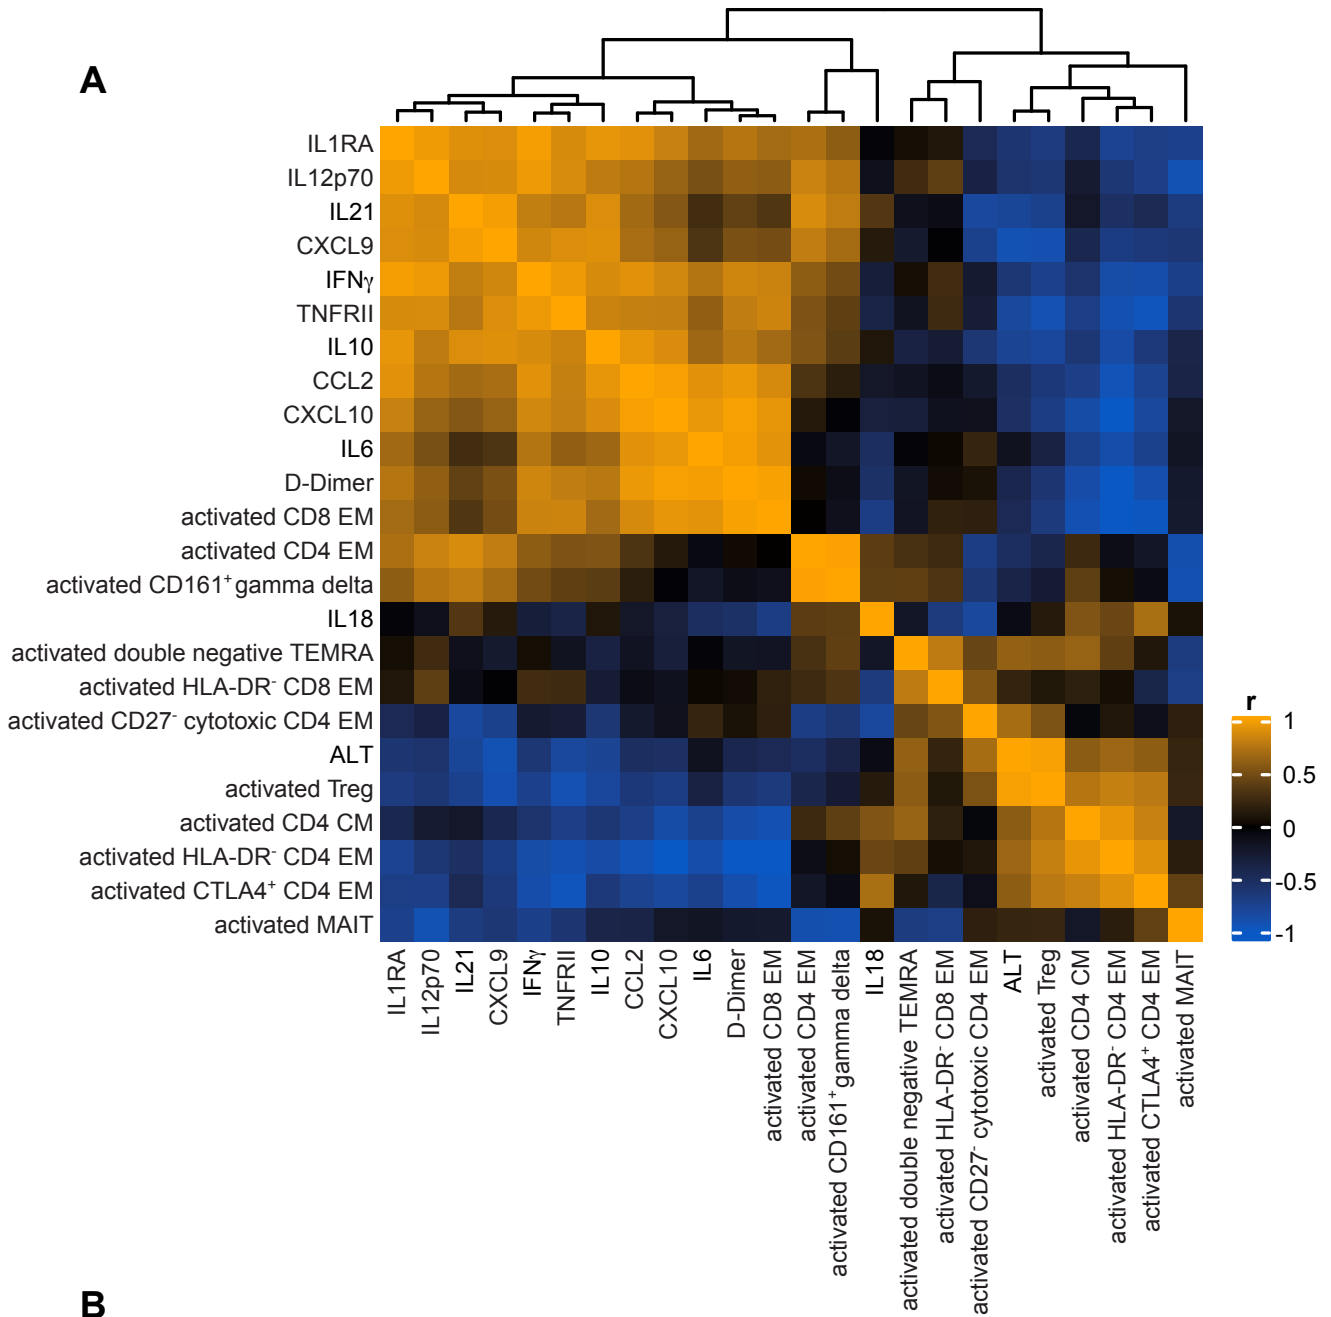 A
IL1RA
IL12p70
IL21
CXCL9
IFNγ
TNFRII
IL10
CCL2
CXCL10
IL6
D-Dimer
activated CD8 EM
activated CD4 EM
activated CD161⁺ gamma delta
IL18
activated double negative TEMRA
activated HLA-DR⁻ CD8 EM
activated CD27⁻ cytotoxic CD4 EM
ALT
activated Treg
activated CD4 CM
activated HLA-DR⁻ CD4 EM
activated CTLA4⁺ CD4 EM
activated MAIT
r
1
0.5
0
-0.5
-1
IL1RA
IL12p70
IL21
CXCL9
IFNγ
TNFRII
IL10
CCL2
CXCL10
IL6
D-Dimer
activated CD8 EM
activated CD4 EM
activated CD161⁺ gamma delta
IL18
activated double negative TEMRA
activated HLA-DR⁻ CD8 EM
activated CD27⁻ cytotoxic CD4 EM
ALT
activated Treg
activated CD4 CM
activated HLA-DR⁻ CD4 EM
activated CTLA4⁺ CD4 EM
activated MAIT
B